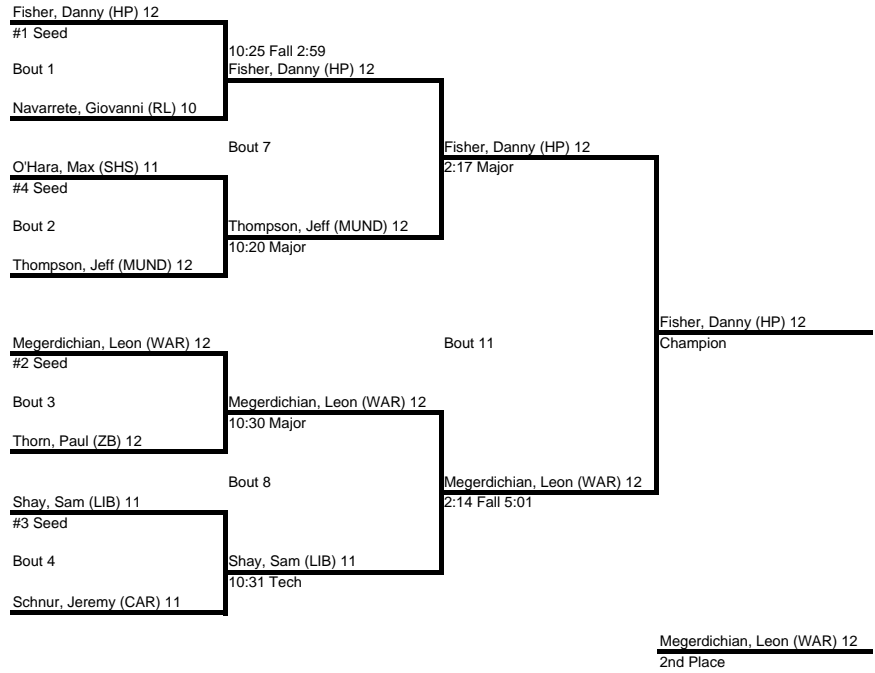 Fisher, Danny (HP) 12
#1 Seed
10:25 Fall 2:59
Bout 1
Fisher, Danny (HP) 12
Navarrete, Giovanni (RL) 10
Bout 7
Fisher, Danny (HP) 12
2:17 Major
O'Hara, Max (SHS) 11
#4 Seed
Bout 2
Thompson, Jeff (MUND) 12
10:20 Major
Thompson, Jeff (MUND) 12
Fisher, Danny (HP) 12
Champion
Bout 11
Megerdichian, Leon (WAR) 12
#2 Seed
Bout 3
Megerdichian, Leon (WAR) 12
10:30 Major
Thorn, Paul (ZB) 12
Bout 8
Megerdichian, Leon (WAR) 12
2:14 Fall 5:01
Shay, Sam (LIB) 11
#3 Seed
Bout 4
Shay, Sam (LIB) 11
10:31 Tech
Schnur, Jeremy (CAR) 11
Megerdichian, Leon (WAR) 12
2nd Place